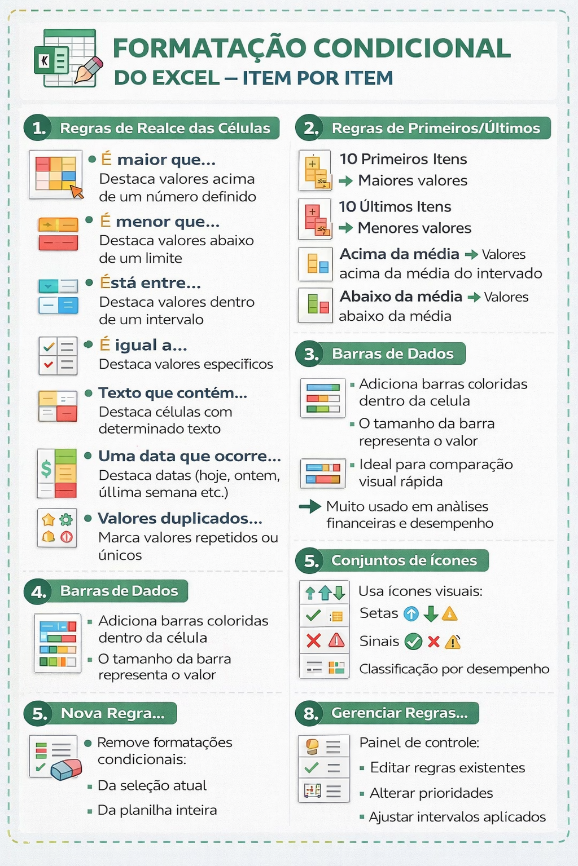 FORMATAÇÃO CONDICIONAL
DO EXCEL – ITEM POR ITEM
1. Regras de Realce das Células
É maior que...
Destaca valores acima
de um número definido
É menor que...
Destaca valores abaixo
de um limite
Éstá entre...
Destaca valores dentro
de um intervalo
É igual a...
Destaca valores específicos
Texto que contém...
Destaca células com
determinado texto
Uma data que ocorre...
Destaca datas (hoje, ontem,
úllima semana etc.)
Valores duplicados...
Marca valores repetidos ou
únicos
4. Barras de Dados
Adiciona barras coloridas
dentro da célula
O tamanho da barra
representa o valor
5. Nova Regra...
Remove formatações
condicionais:
Da seleção atual
Da planilha inteira
2. Regras de Primeiros/Últimos
10 Primeiros Itens
→ Maiores valores
10 Últimos Itens
→ Menores valores
Acima da média → Valores
acima da média do intervado
Abaixo da média → Valores
abaixo da média
3. Barras de Dados
Adiciona barras coloridas
dentro da celula
O tamanho da barra
representa o valor
Ideal para comparação
visual rápida
→ Muito usado em anàlises
financeiras e desempenho
5. Conjuntos de Ícones
Usa ícones visuais:
Setas
Sinais
Classificação por desempenho
8. Gerenciar Regras...
Painel de controle:
Editar regras existentes
Alterar prioridades
Ajustar intervalos aplicados